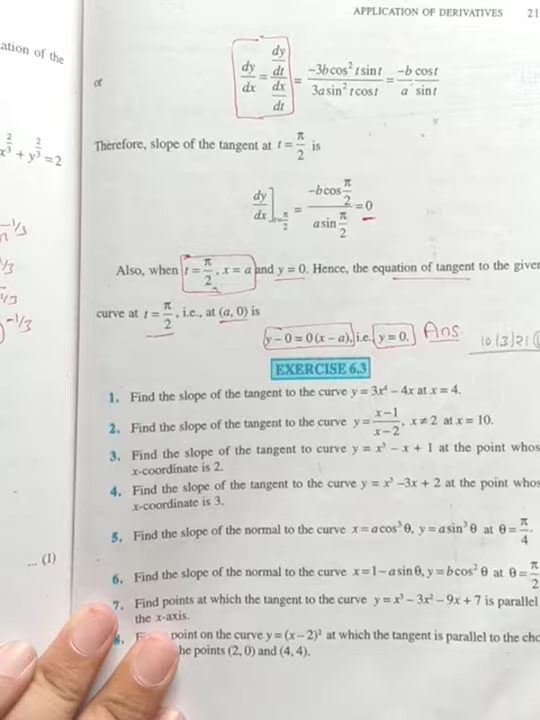 APPLICATION OF DERIVATIVES 21
ation of the
or dy/dx = (dy/dt)/(dx/dt) = (-3b cos² t sin t)/(3a sin² t cos t) = (-b cos t)/(a sin t)
x^(2/3) + y^(2/3) = 2
Therefore, slope of the tangent at t = π/2 is
dy/dx]t=π/2 = (-b cos π/2)/(a sin π/2) = 0
Also, when t = π/2, x = a and y = 0. Hence, the equation of tangent to the given
curve at t = π/2, i.e., at (a, 0) is
y – 0 = 0 (x – a), i.e., y = 0. Ans
10/3/21
EXERCISE 6.3
1. Find the slope of the tangent to the curve y = 3x⁴ – 4x at x = 4.
2. Find the slope of the tangent to the curve y = (x–1)/(x–2), x ≠ 2 at x = 10.
3. Find the slope of the tangent to curve y = x³ – x + 1 at the point whos
x-coordinate is 2.
4. Find the slope of the tangent to the curve y = x³ –3x + 2 at the point whos
x-coordinate is 3.
5. Find the slope of the normal to the curve x = a cos³ θ, y = a sin³ θ at θ = π/4.
... (1)
6. Find the slope of the normal to the curve x = 1 – a sin θ, y = b cos² θ at θ = π/2
7. Find points at which the tangent to the curve y = x³ – 3x² – 9x + 7 is parallel
the x-axis.
8. point on the curve y = (x – 2)² at which the tangent is parallel to the cho
he points (2, 0) and (4, 4).